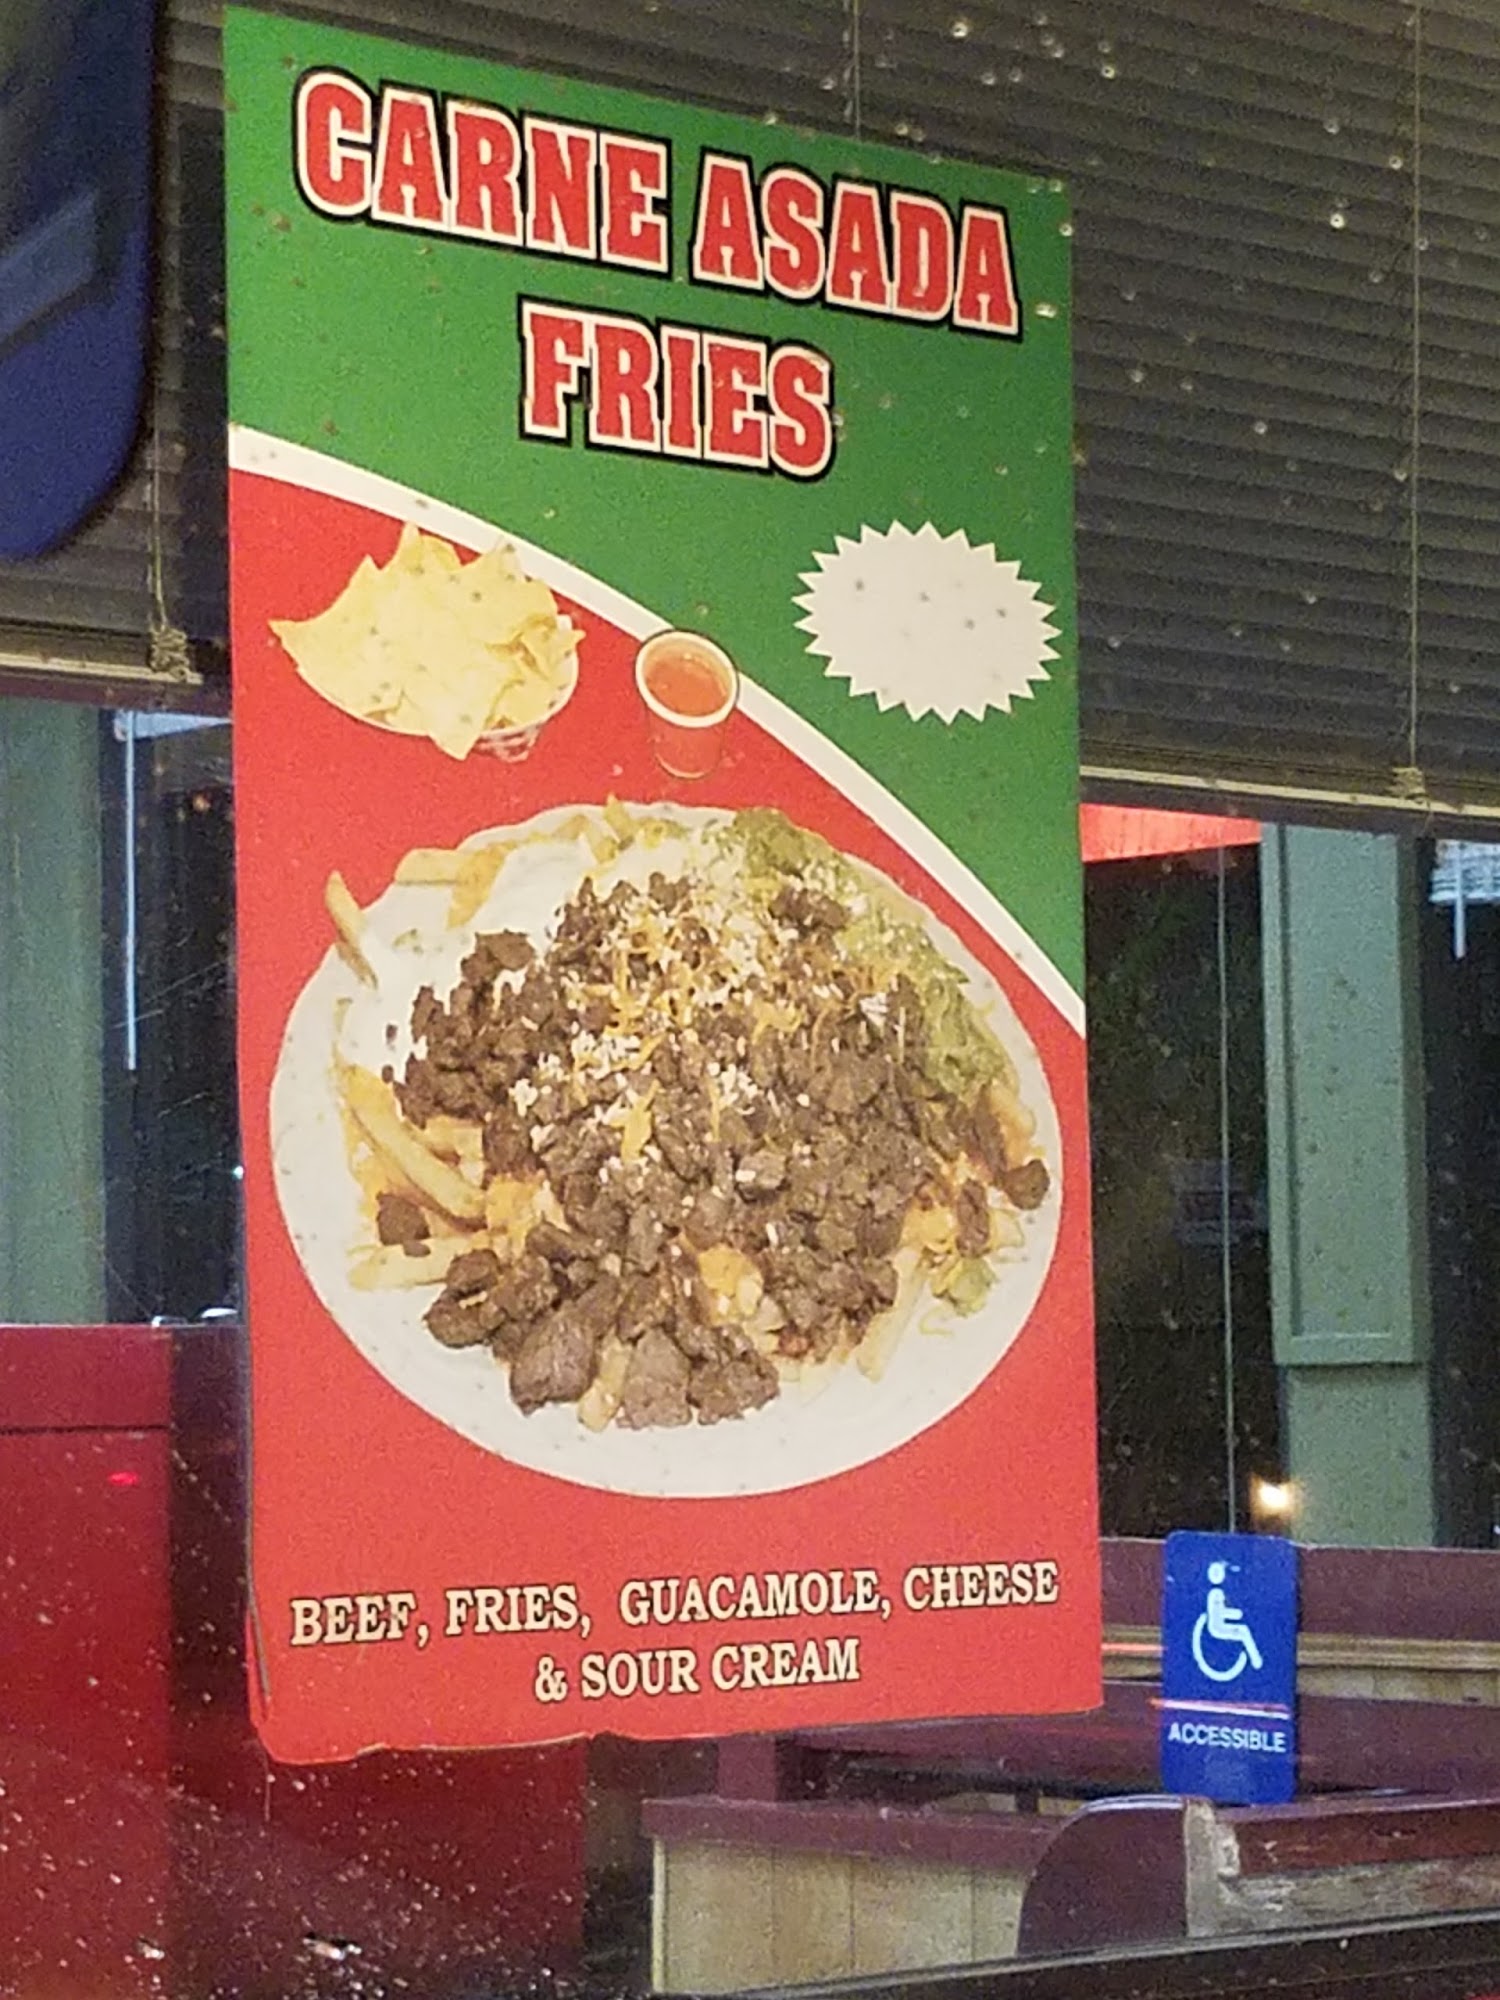 CARNE ASADA
FRIES
BEEF, FRIES, GUACAMOLE, CHEESE
& SOUR CREAM
ACCESSIBLE